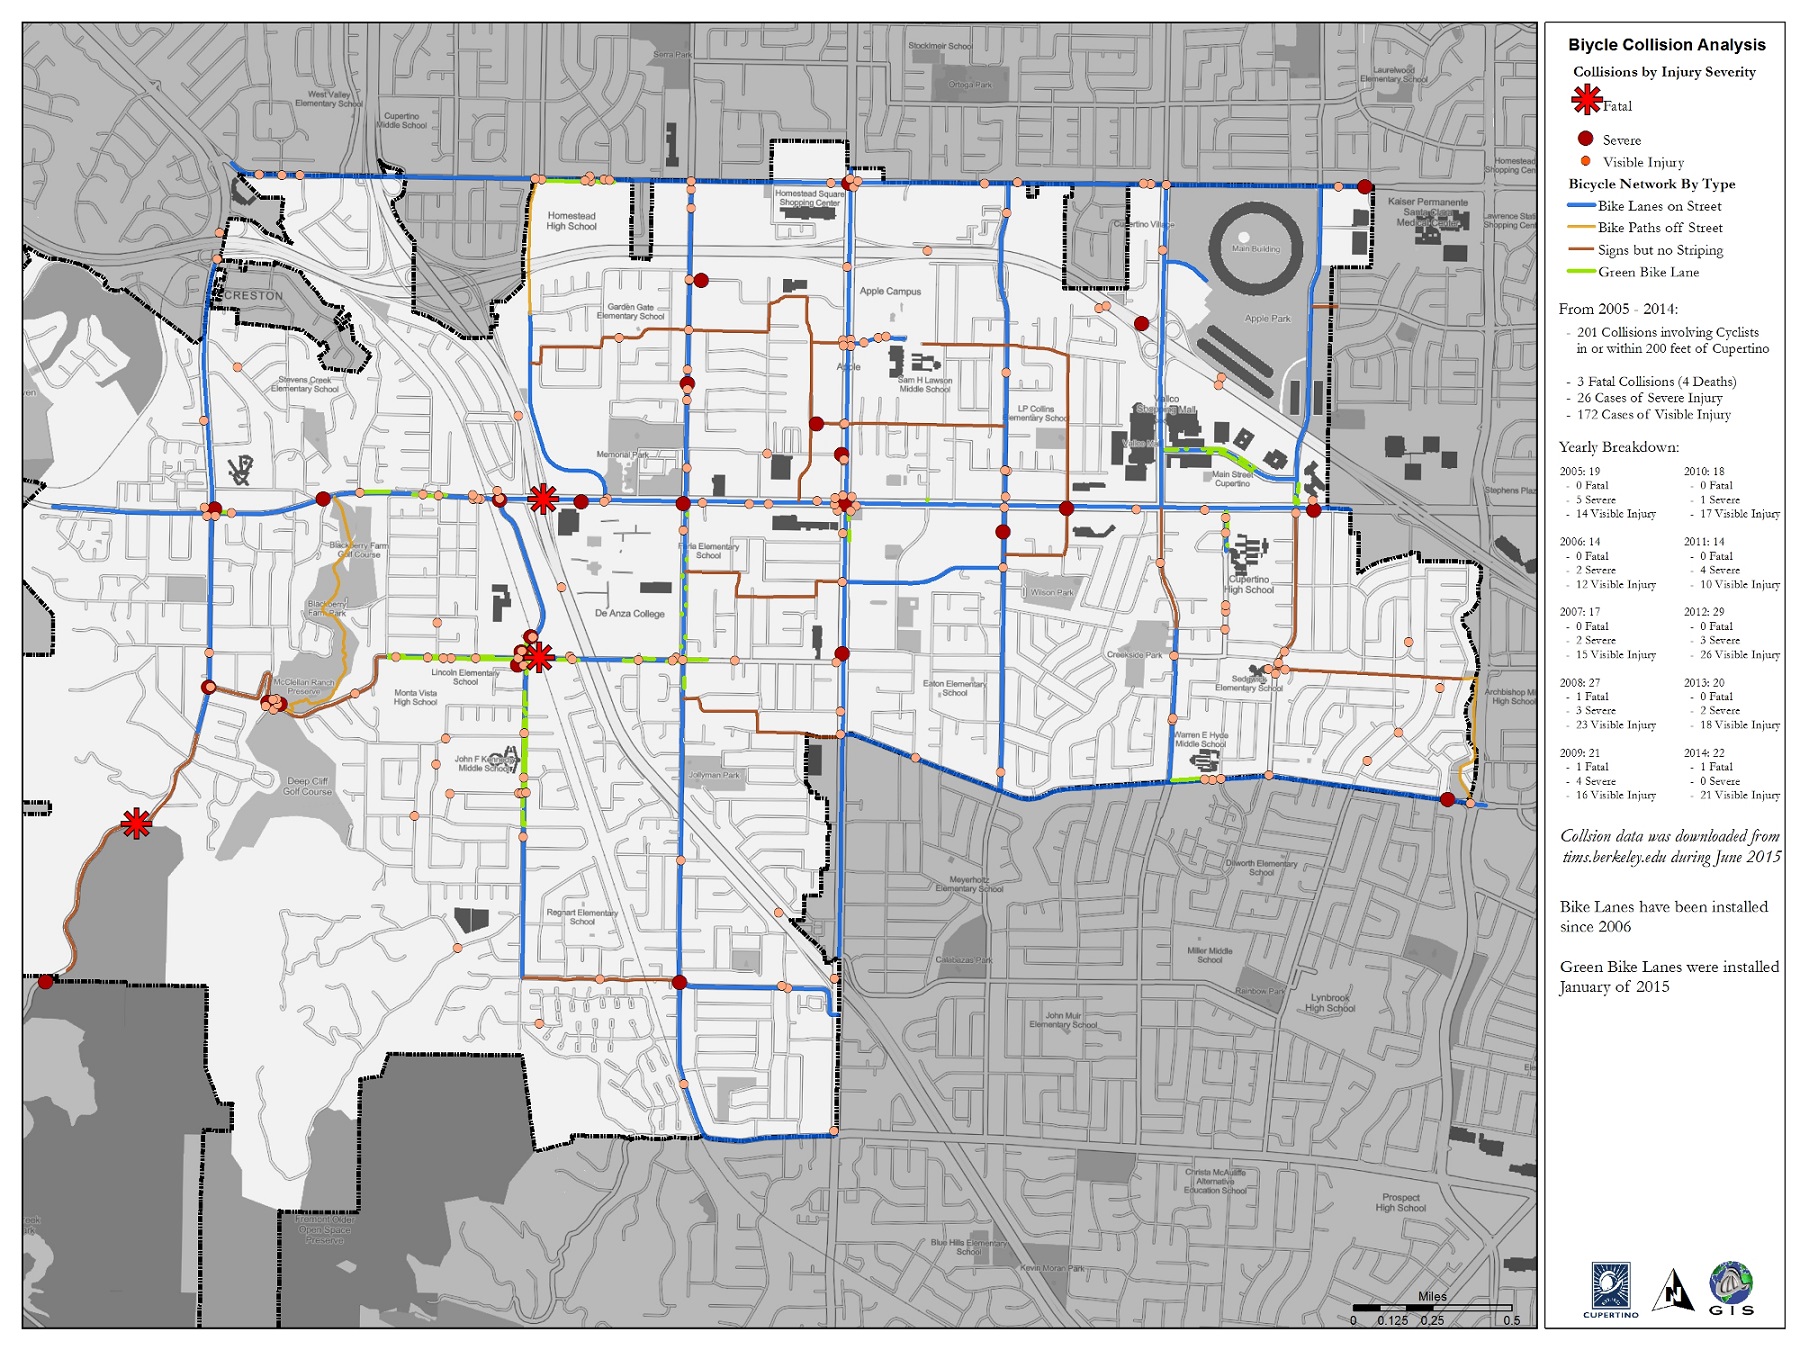 Biycle Collision Analysis
Collisions by Injury Severity
Fatal
Severe
Visible Injury
Bicycle Network By Type
Bike Lanes on Street
Bike Paths off Street
Signs but no Striping
Green Bike Lane
From 2005 - 2014:
- 201 Collisions involving Cyclists
in or within 200 feet of Cupertino
- 3 Fatal Collisions (4 Deaths)
- 26 Cases of Severe Injury
- 172 Cases of Visible Injury
Yearly Breakdown:
2005: 19
- 0 Fatal
- 5 Severe
- 14 Visible Injury
2006: 14
- 0 Fatal
- 2 Severe
- 12 Visible Injury
2007: 17
- 0 Fatal
- 2 Severe
- 15 Visible Injury
2008: 27
- 1 Fatal
- 3 Severe
- 23 Visible Injury
2009: 21
- 1 Fatal
- 4 Severe
- 16 Visible Injury
2010: 18
- 0 Fatal
- 1 Severe
- 17 Visible Injury
2011: 14
- 0 Fatal
- 4 Severe
- 10 Visible Injury
2012: 29
- 0 Fatal
- 3 Severe
- 26 Visible Injury
2013: 20
- 0 Fatal
- 2 Severe
- 18 Visible Injury
2014: 22
- 1 Fatal
- 0 Severe
- 21 Visible Injury
Collsion data was downloaded from
tims.berkeley.edu during June 2015
Bike Lanes have been installed
since 2006
Green Bike Lanes were installed
January of 2015
CUPERTINO
N
GIS
Miles
0 0.125 0.25 0.5
Serra Park
Stocklmeir School
Ortega Park
Laurelwood
Elementary School
West Valley
Elementary School
Cupertino
Middle School
Homestead
Shopping Cen
Homestead Square
Shopping Center
Homestead
High School
Kaiser Permanente
Santa Clara
Medical Center
Lawrence Stati
Shopping Cent
Cupertino Village
Main Building
CRESTON
Apple Campus
Garden Gate
Elementary School
Apple Park
Apple
Stevens Creek
Elementary School
Sam H Lawson
Middle School
LP Collins
Elementary School
Vallco
Shopping Mall
Vallco M
Memorial Park
Main Street
Cupertino
Stephens Plaz
Blackberry Farm
Golf Course
Faria Elementary
School
Cupertino
High School
Wilson Park
Blackberry
Farm Park
De Anza College
Creekside Park
Lincoln Elementary
School
McClellan Ranch
Preserve
Monta Vista
High School
Eaton Elementary
School
Sedgwick
Elementary School
Archbishop Mi
High School
Warren E Hyde
Middle School
John F Kennedy
Middle School
Deep Cliff
Golf Course
Jollyman Park
Dilworth Elementary
School
Meyerholtz
Elementary School
Regnart Elementary
School
Miller Middle
School
Calabazas Park
Rainbow Park
Lynbrook
High School
John Muir
Elementary School
Christa McAuliffe
Alternative
Education School
Prospect
High School
Fremont Older
Open Space
Preserve
Blue Hills Elementary
School
Kevin Moran Park